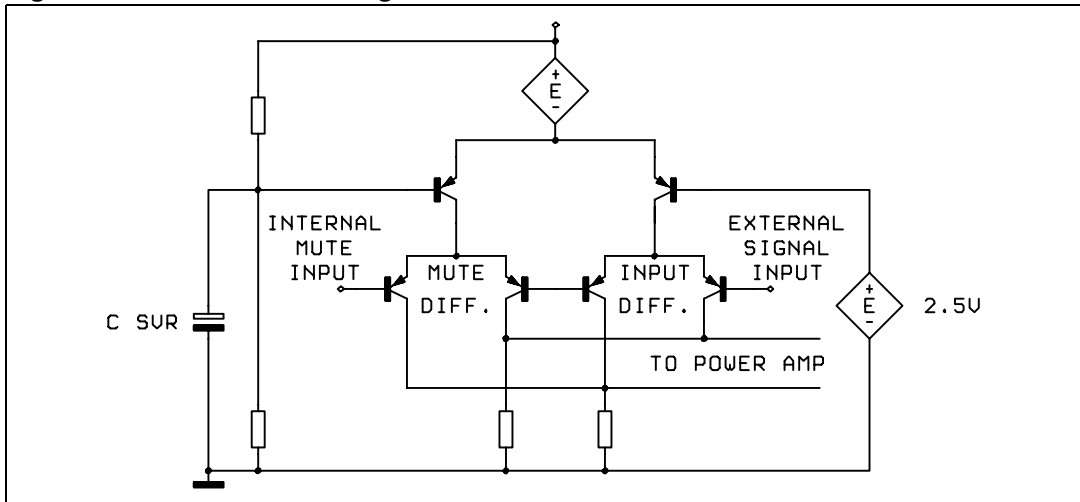 +
E
-
INTERNAL
MUTE
INPUT
MUTE
DIFF.
INPUT
DIFF.
EXTERNAL
SIGNAL
INPUT
C SVR
+
E
-
2.5V
TO POWER AMP